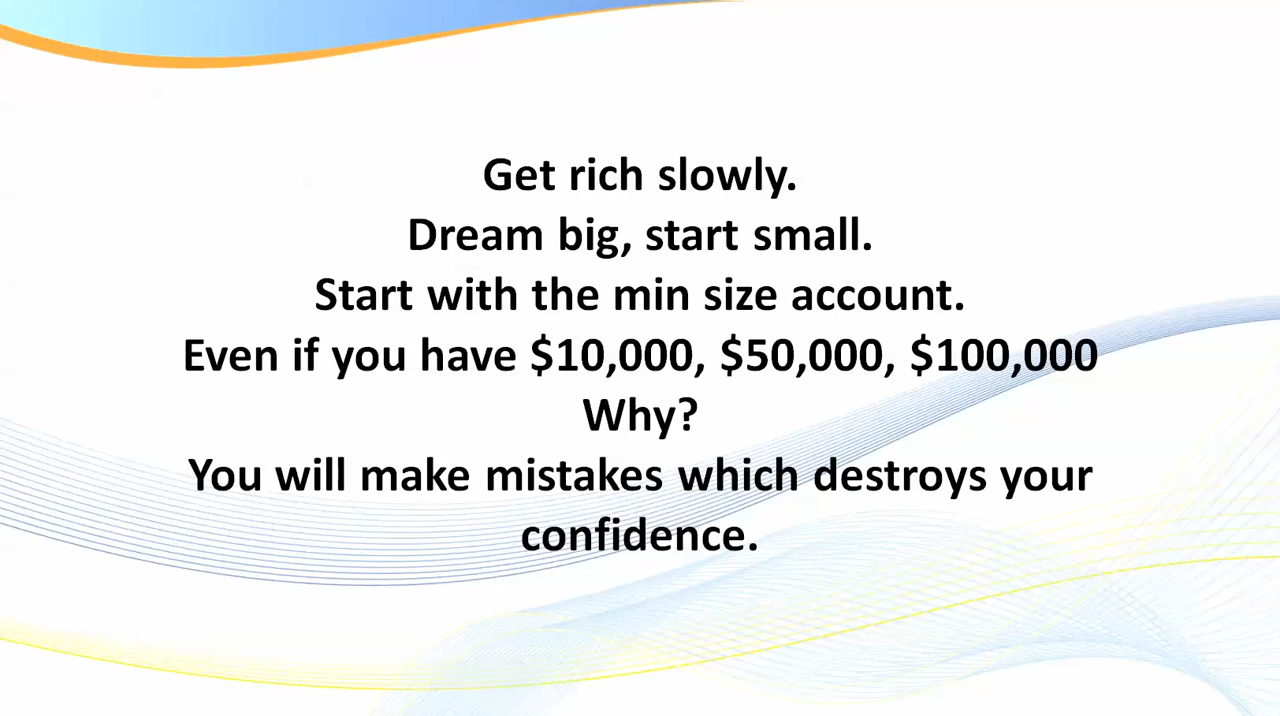 Get rich slowly.
Dream big, start small.
Start with the min size account.
Even if you have $10,000, $50,000, $100,000
Why?
You will make mistakes which destroys your
confidence.